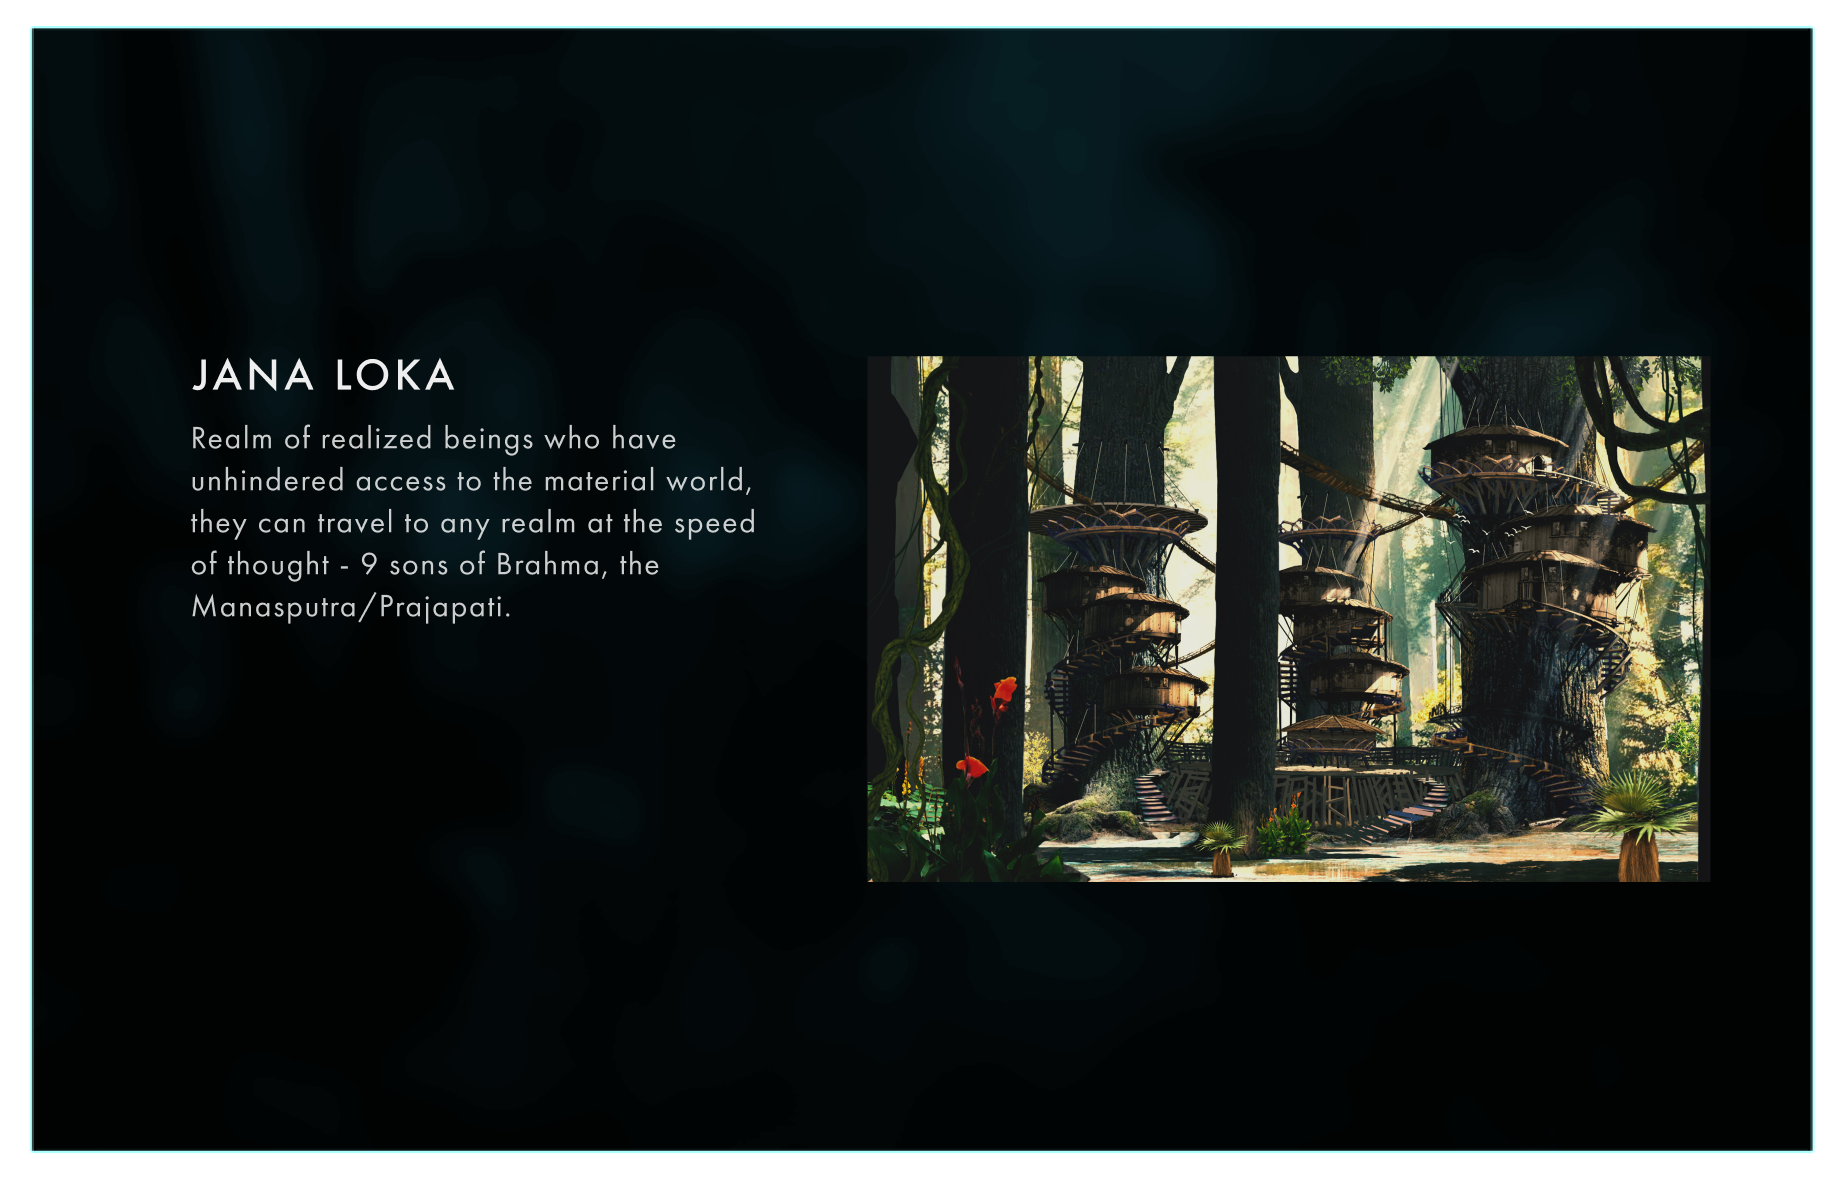 JANA LOKA
Realm of realized beings who have
unhindered access to the material world,
they can travel to any realm at the speed
of thought - 9 sons of Brahma, the
Manasputra/Prajapati.